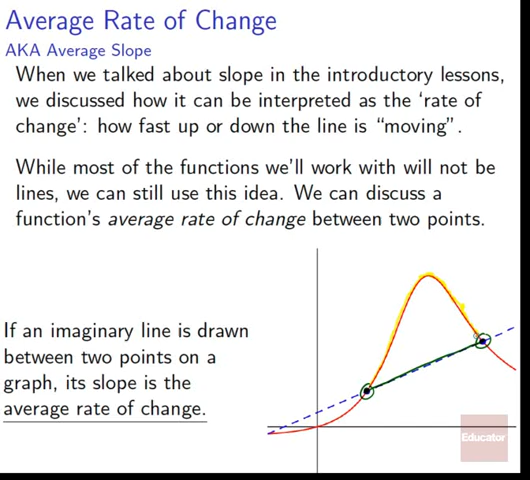 Average Rate of Change
AKA Average Slope
When we talked about slope in the introductory lessons,
we discussed how it can be interpreted as the ‘rate of
change’: how fast up or down the line is “moving”.
While most of the functions we’ll work with will not be
lines, we can still use this idea. We can discuss a
function’s average rate of change between two points.
If an imaginary line is drawn
between two points on a
graph, its slope is the
average rate of change.
Educator